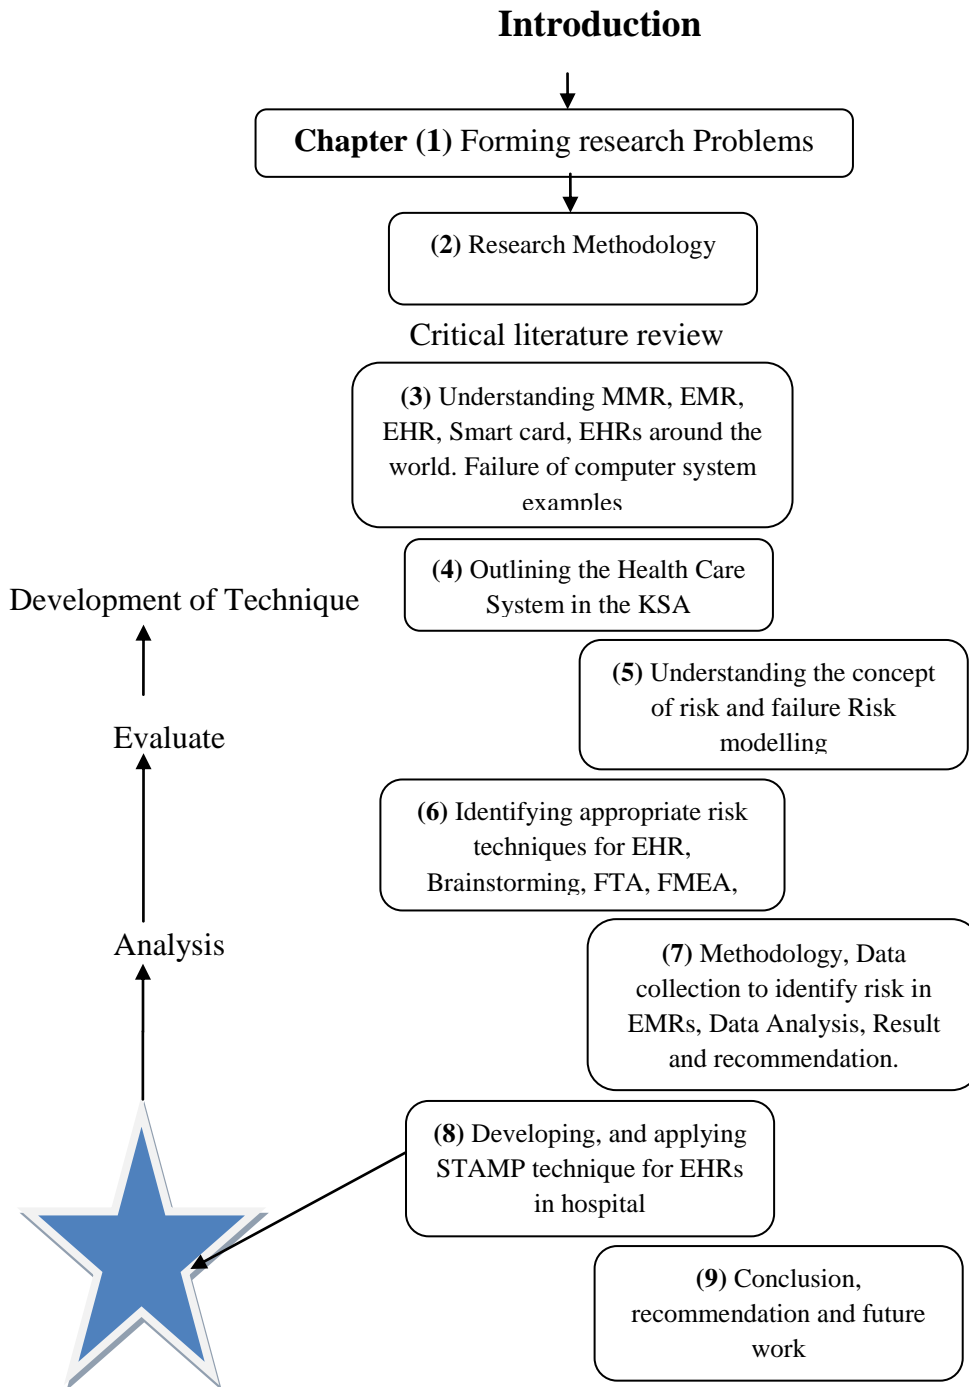 Introduction
Chapter (1) Forming research Problems
(2) Research Methodology
Critical literature review
(3) Understanding MMR, EMR,
EHR, Smart card, EHRs around the
world. Failure of computer system
examples
(4) Outlining the Health Care
System in the KSA
Development of Technique
(5) Understanding the concept
of risk and failure Risk
modelling
Evaluate
(6) Identifying appropriate risk
techniques for EHR,
Brainstorming, FTA, FMEA,
Analysis
(7) Methodology, Data
collection to identify risk in
EMRs, Data Analysis, Result
and recommendation.
(8) Developing, and applying
STAMP technique for EHRs
in hospital
(9) Conclusion,
recommendation and future
work